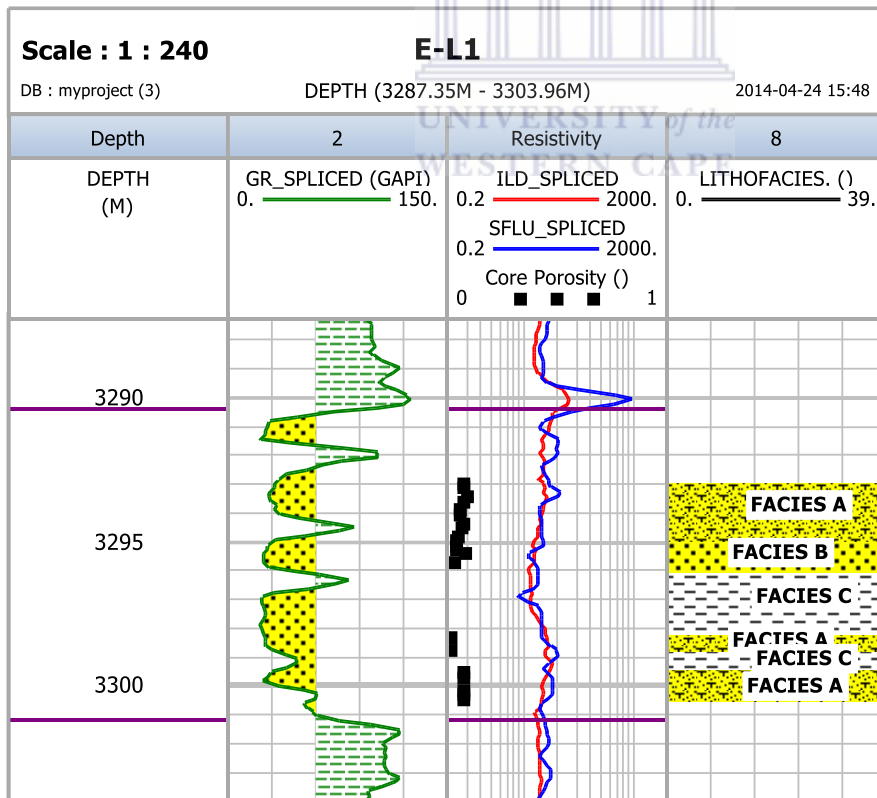 Scale : 1 : 240 E-L1
DB : myproject (3) DEPTH (3287.35M - 3303.96M) 2014-04-24 15:48
UNIVERSITY of the
WESTERN CAPE
Depth 2 Resistivity 8
DEPTH GR_SPLICED (GAPI) ILD_SPLICED LITHOFACIES. ()
(M) 0. 150. 0.2 2000. 0. 39.
SFLU_SPLICED
0.2 2000.
Core Porosity ()
0 1
3290
FACIES A
3295 FACIES B
FACIES C
FACIES A
FACIES C
3300 FACIES A